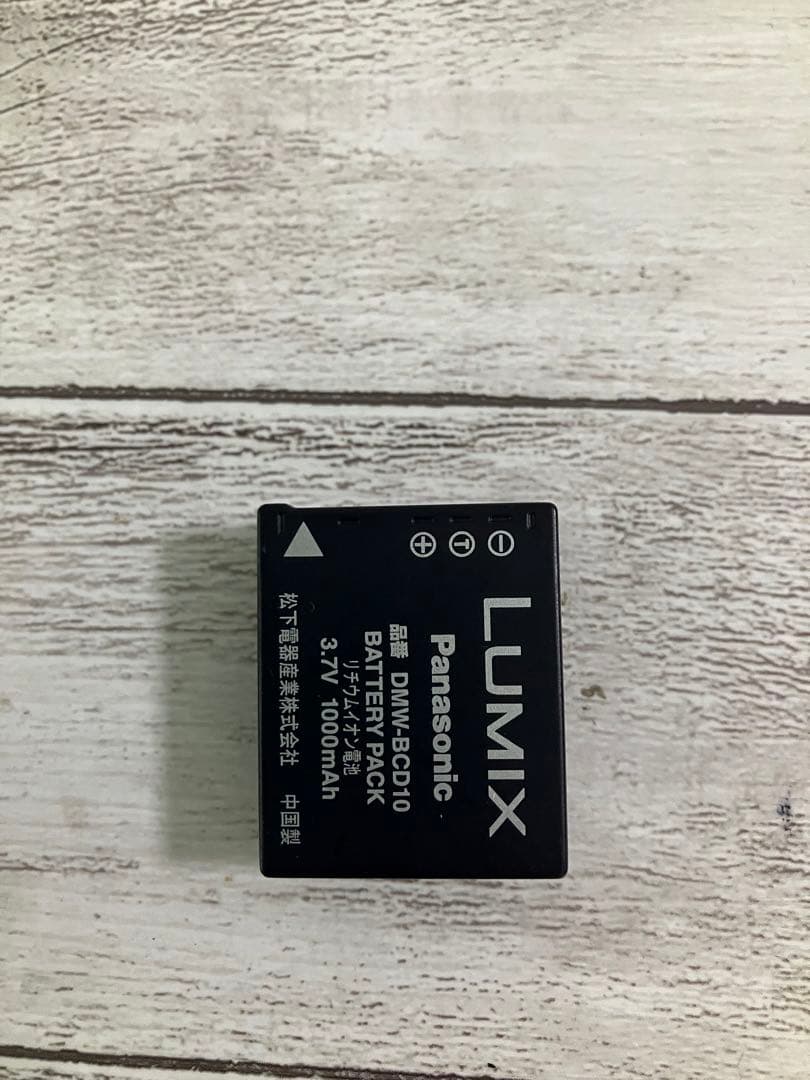 LUMIX
Panasonic
品番 DMW-BCD10
BATTERY PACK
リチウムイオン電池
3.7V 1000mAh
松下電器産業株式会社 中国製
⊖ T ⊕